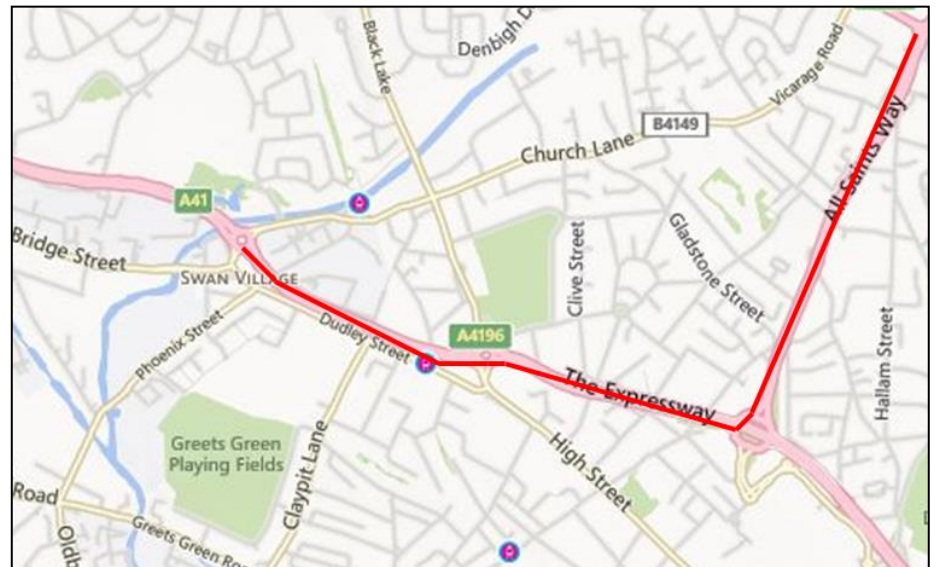 Black Lake
Denbigh D
Vicarage Road
B4149
Church Lane
All Saints Way
A41
Bridge Street
SWAN VILLAGE
Clive Street
Gladstone Street
Phoenix Street
Dudley Street
A4196
Hallam Street
The Expressway
Greets Green
Playing Fields
Claypit Lane
High Street
Road
Oldb
Greets Green Roa